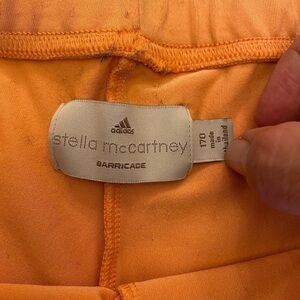 adidas
stella mccartney
BARRICADE
170
made
in
thailand